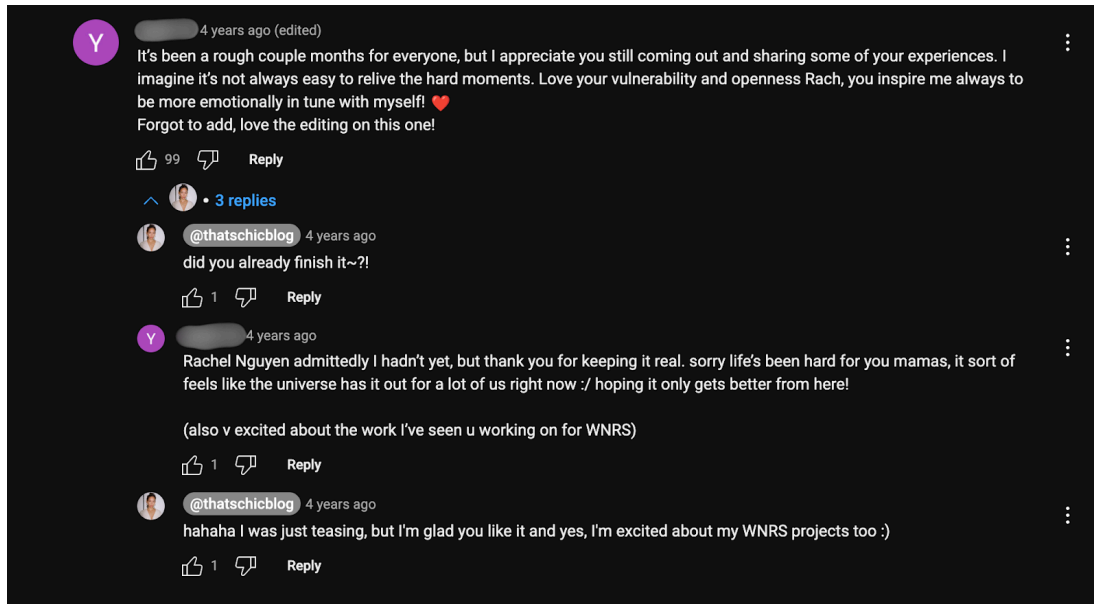 Y
4 years ago (edited)
It's been a rough couple months for everyone, but I appreciate you still coming out and sharing some of your experiences. I
imagine it's not always easy to relive the hard moments. Love your vulnerability and openness Rach, you inspire me always to
be more emotionally in tune with myself! ❤️
Forgot to add, love the editing on this one!
99 Reply
• 3 replies
@thatschicblog 4 years ago
did you already finish it~?!
1 Reply
Y
4 years ago
Rachel Nguyen admittedly I hadn't yet, but thank you for keeping it real. sorry life's been hard for you mamas, it sort of
feels like the universe has it out for a lot of us right now :/ hoping it only gets better from here!
(also v excited about the work I've seen u working on for WNRS)
1 Reply
@thatschicblog 4 years ago
hahaha I was just teasing, but I'm glad you like it and yes, I'm excited about my WNRS projects too :)
1 Reply